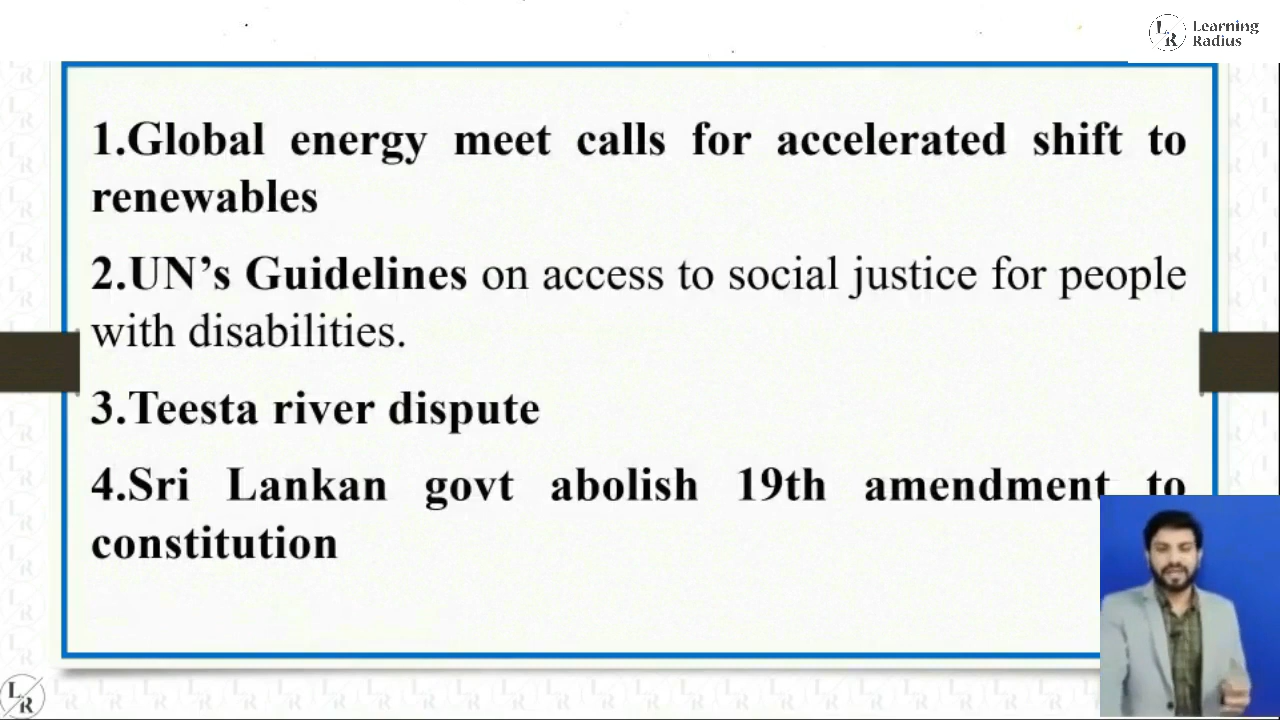 Learning
Radius
1.Global energy meet calls for accelerated shift to
renewables
2.UN’s Guidelines on access to social justice for people
with disabilities.
3.Teesta river dispute
4.Sri Lankan govt abolish 19th amendment to
constitution
LR